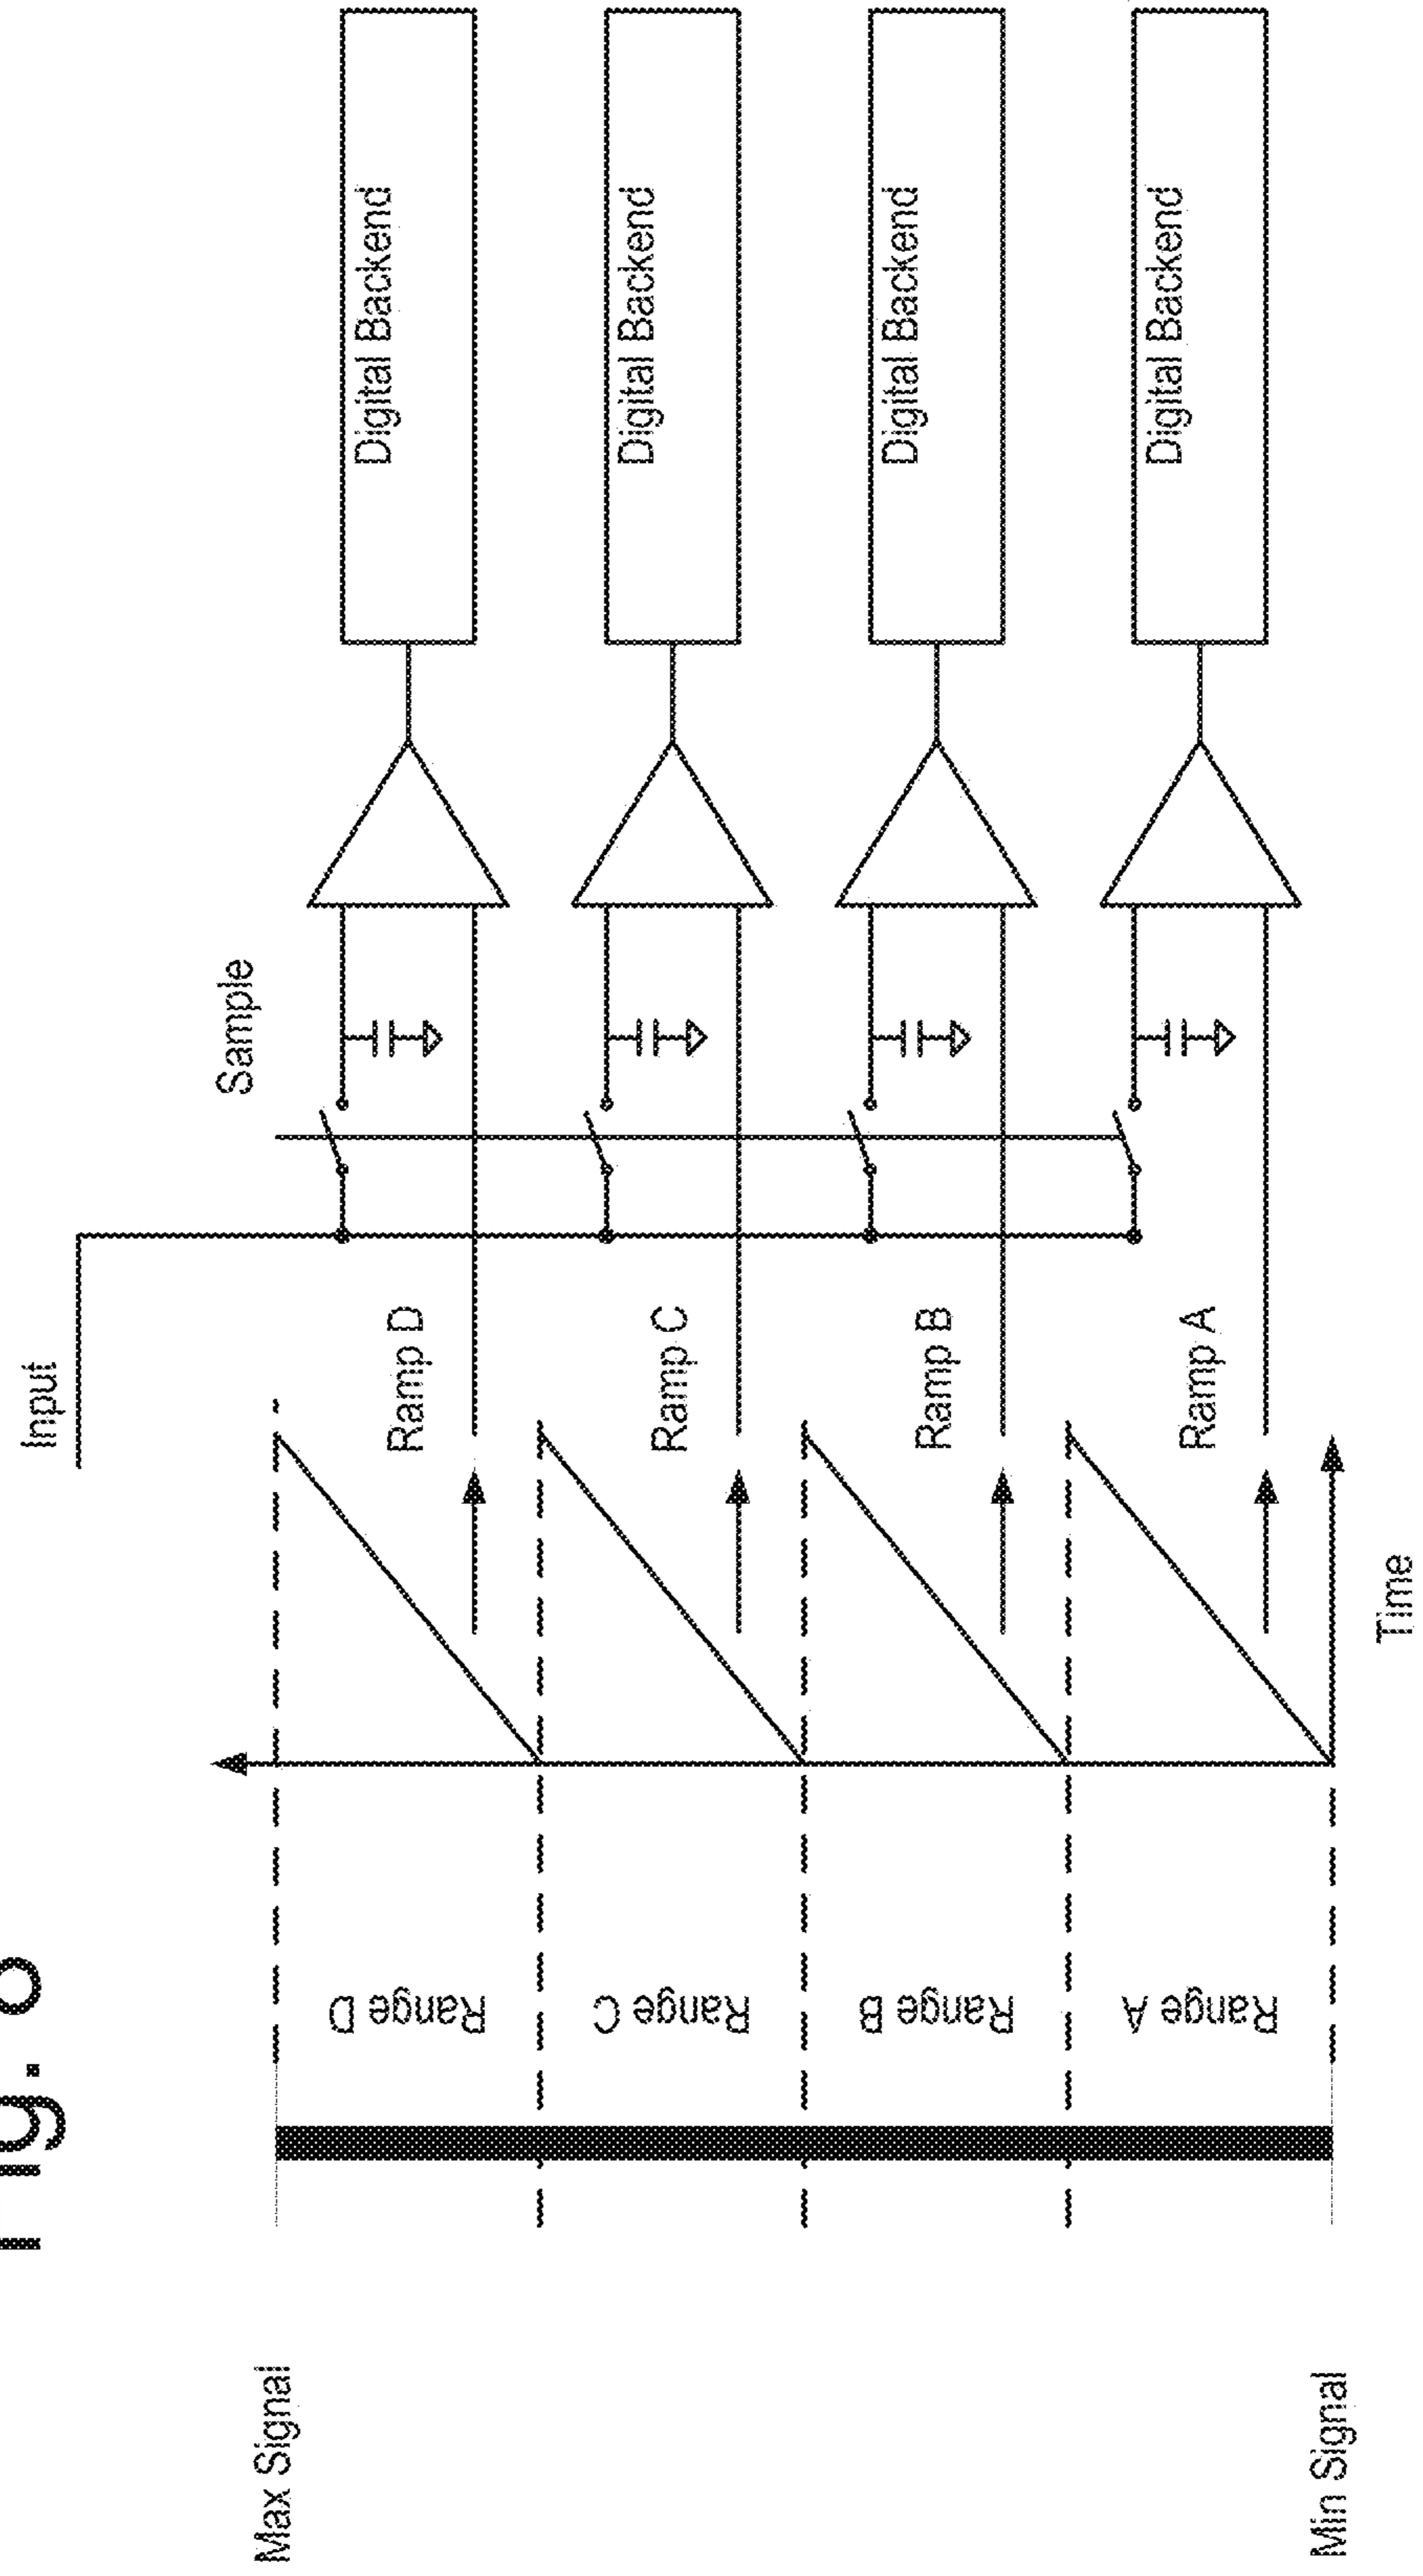 Fig.
Input
Sample
Max Signal
Range D
Ramp D
Digital Backend
Range C
Ramp C
Digital Backend
Range B
Ramp B
Digital Backend
Range A
Ramp A
Digital Backend
Min Signal
Time